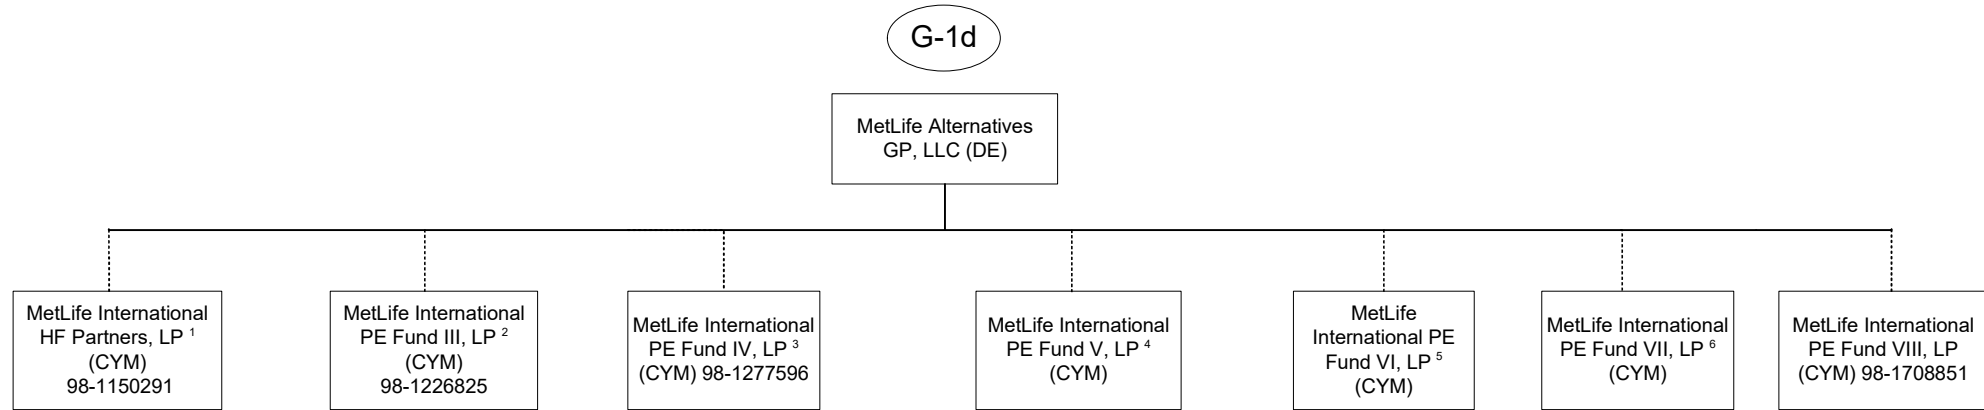 G-1d
MetLife Alternatives
GP, LLC (DE)
MetLife International
HF Partners, LP 1
(CYM)
98-1150291
MetLife International
PE Fund III, LP 2
(CYM)
98-1226825
MetLife International
PE Fund IV, LP 3
(CYM) 98-1277596
MetLife International
PE Fund V, LP 4
(CYM)
MetLife
International PE
Fund VI, LP 5
(CYM)
MetLife International
PE Fund VII, LP 6
(CYM)
MetLife International
PE Fund VIII, LP
(CYM) 98-1708851